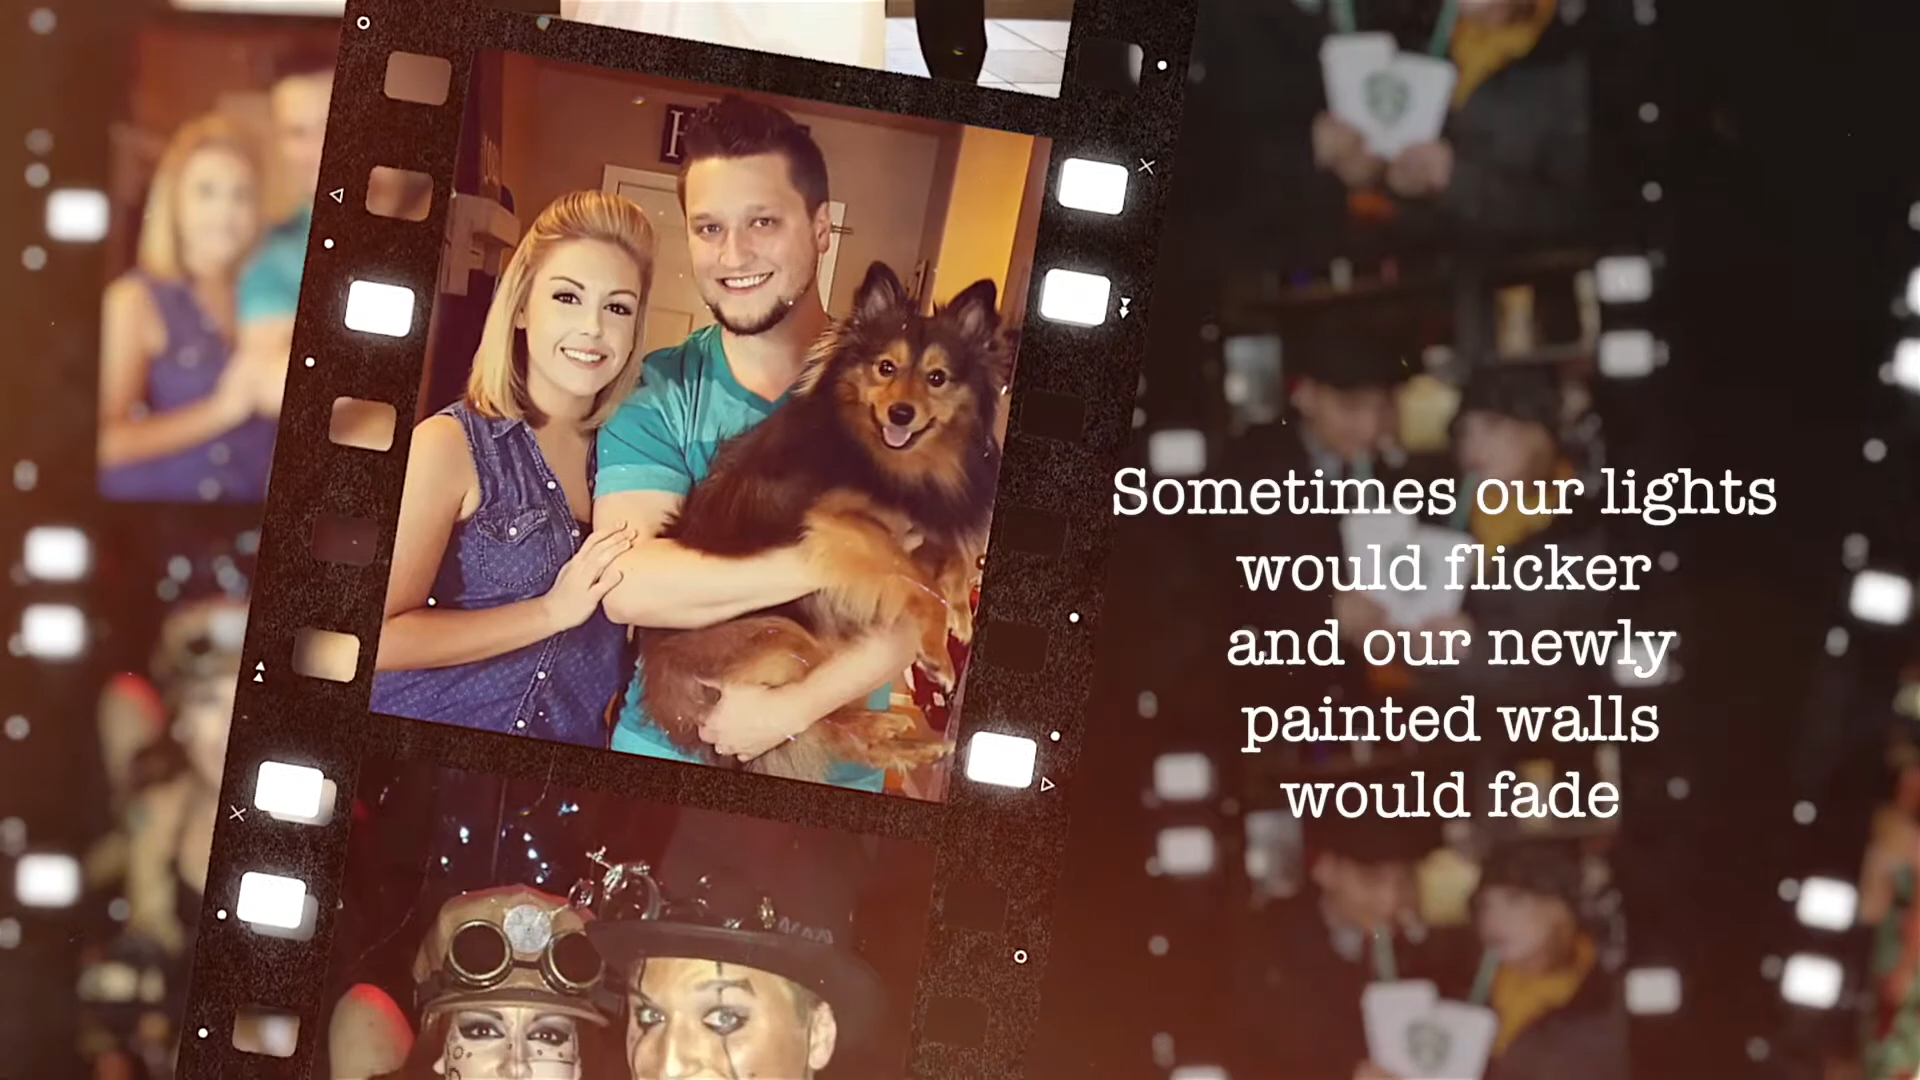 Sometimes our lights
would flicker
and our newly
painted walls
would fade